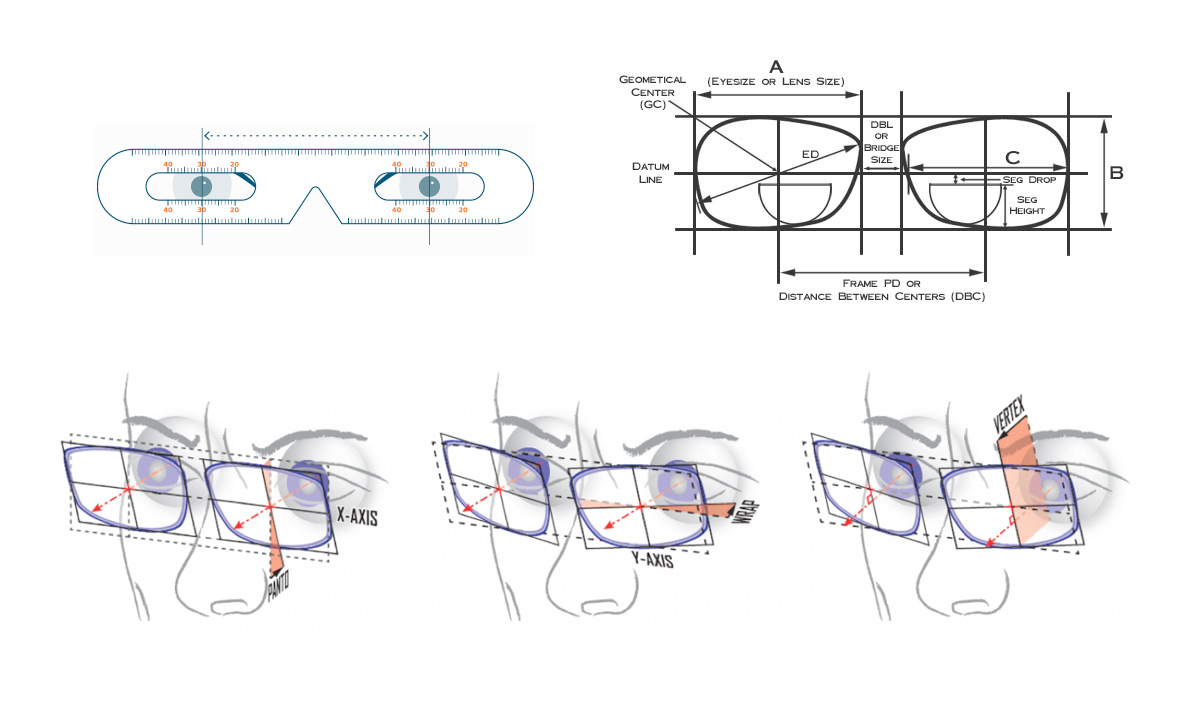 40 30 20
20 30 40
40 30 20
20 30 40
A
(Eyesize or Lens Size)
Geometical
Center
(GC)
DBL
or
Bridge
Size
ED
C
Datum
Line
Seg Drop
B
Seg
Height
Frame PD or
Distance Between Centers (DBC)
X-AXIS
PANTO
WRAP
Y-AXIS
VERTEX